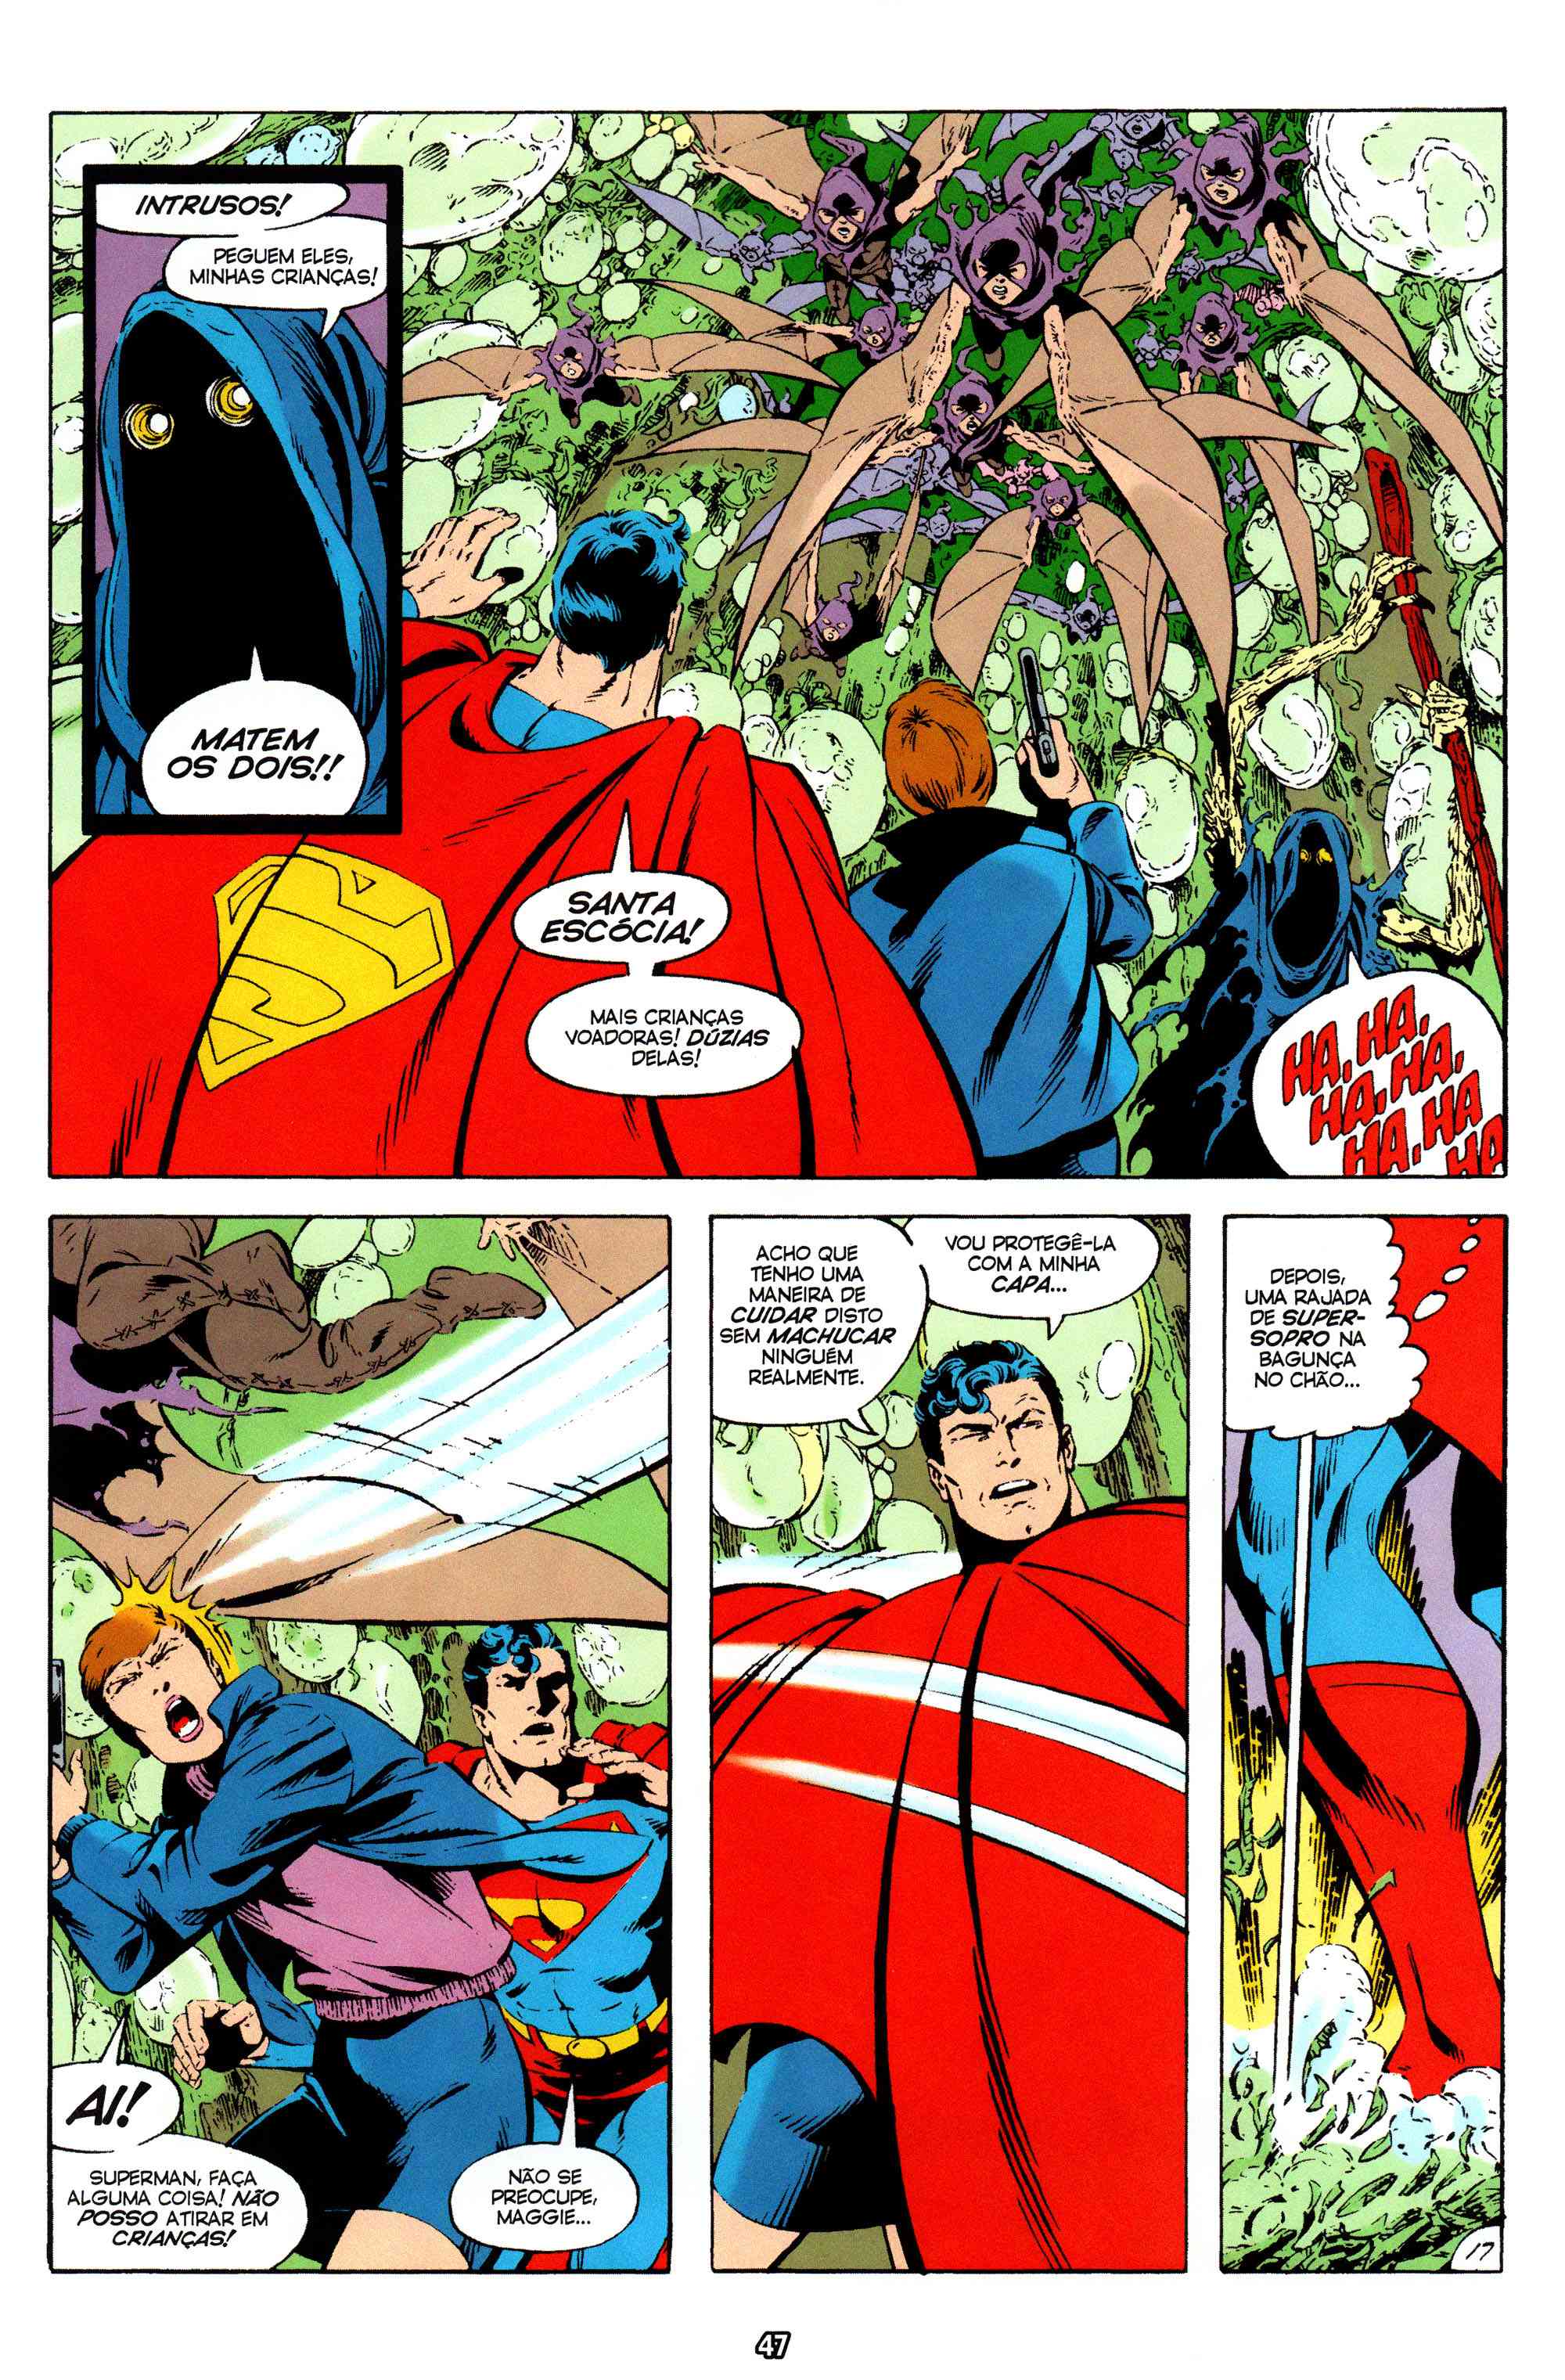 INTRUSOS!
PEGUEM ELES,
MINHAS CRIANÇAS!
MATEM
OS DOIS!!
SANTA
ESCÓCIA!
MAIS CRIANÇAS
VOADORAS! DÚZIAS
DELAS!
HA, HA,
HA, HA, HA,
HA, HA, HA
HA
AI!
SUPERMAN, FAÇA
ALGUMA COISA! NÃO
POSSO ATIRAR EM
CRIANÇAS!
NÃO SE
PREOCUPE,
MAGGIE...
ACHO QUE
TENHO UMA
MANEIRA DE
CUIDAR DISTO
SEM MACHUCAR
NINGUÉM
REALMENTE.
VOU PROTEGÊ-LA
COM A MINHA
CAPA...
DEPOIS,
UMA RAJADA
DE SUPER-
SOPRO NA
BAGUNÇA
NO CHÃO...
17
47